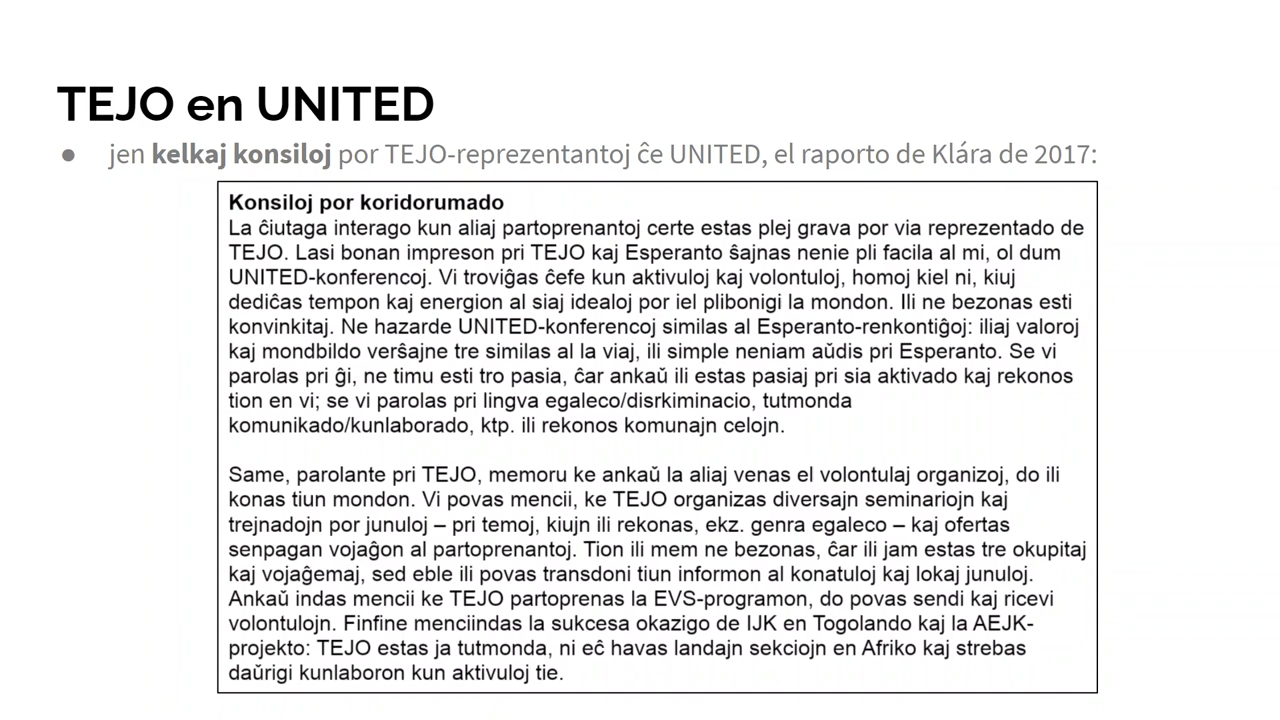 TEJO en UNITED
● jen kelkaj konsiloj por TEJO-reprezentantoj ĉe UNITED, el raporto de Klára de 2017:
Konsiloj por koridorumado
La ĉiutaga interago kun aliaj partoprenantoj certe estas plej grava por via reprezentado de
TEJO. Lasi bonan impreson pri TEJO kaj Esperanto ŝajnas nenie pli facila al mi, ol dum
UNITED-konferencoj. Vi troviĝas ĉefe kun aktivuloj kaj volontuloj, homoj kiel ni, kiuj
dediĉas tempon kaj energion al siaj idealoj por iel plibonigi la mondon. Ili ne bezonas esti
konvinkitaj. Ne hazarde UNITED-konferencoj similas al Esperanto-renkontiĝoj: iliaj valoroj
kaj mondbildo verŝajne tre similas al la viaj, ili simple neniam aŭdis pri Esperanto. Se vi
parolas pri ĝi, ne timu esti tro pasia, ĉar ankaŭ ili estas pasiaj pri sia aktivado kaj rekonos
tion en vi; se vi parolas pri lingva egaleco/disrkiminacio, tutmonda
komunikado/kunlaborado, ktp. ili rekonos komunajn celojn.
Same, parolante pri TEJO, memoru ke ankaŭ la aliaj venas el volontulaj organizoj, do ili
konas tiun mondon. Vi povas mencii, ke TEJO organizas diversajn seminariojn kaj
trejnadojn por junuloj – pri temoj, kiujn ili rekonas, ekz. genra egaleco – kaj ofertas
senpagan vojaĝon al partoprenantoj. Tion ili mem ne bezonas, ĉar ili jam estas tre okupitaj
kaj vojaĝemaj, sed eble ili povas transdoni tiun informon al konatuloj kaj lokaj junuloj.
Ankaŭ indas mencii ke TEJO partoprenas la EVS-programon, do povas sendi kaj ricevi
volontulojn. Finfine menciindas la sukcesa okazigo de IJK en Togolando kaj la AEJK-
projekto: TEJO estas ja tutmonda, ni eĉ havas landajn sekciojn en Afriko kaj strebas
daŭrigi kunlaboron kun aktivuloj tie.